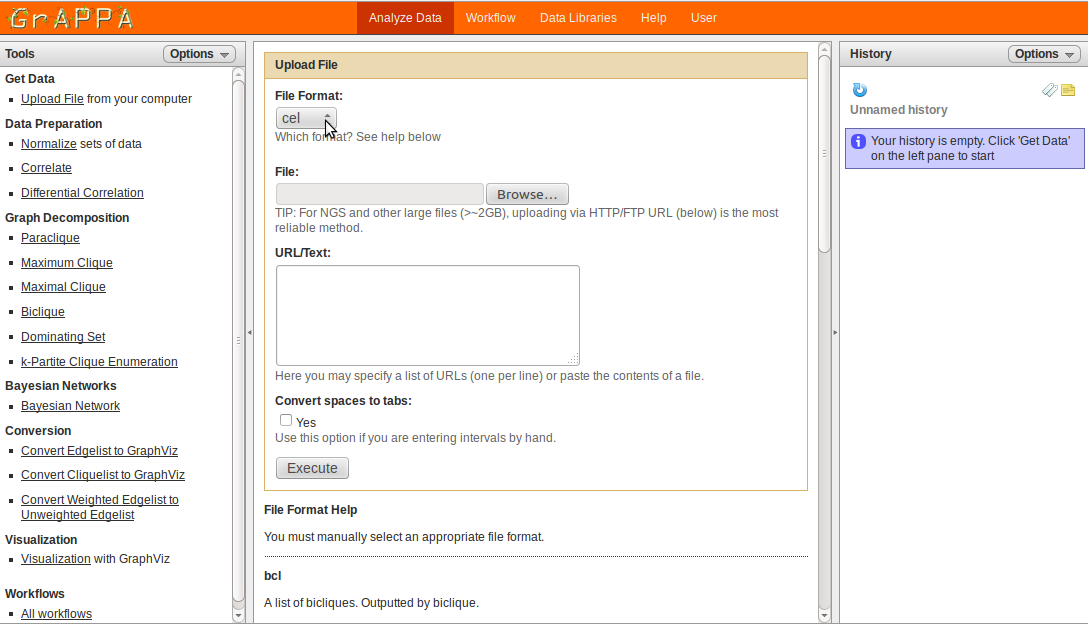 GrAPPA
Analyze Data
Workflow
Data Libraries
Help
User
Tools
Options
Get Data
Upload File from your computer
Data Preparation
Normalize sets of data
Correlate
Differential Correlation
Graph Decomposition
Paraclique
Maximum Clique
Maximal Clique
Biclique
Dominating Set
k-Partite Clique Enumeration
Bayesian Networks
Bayesian Network
Conversion
Convert Edgelist to GraphViz
Convert Cliquelist to GraphViz
Convert Weighted Edgelist to
Unweighted Edgelist
Visualization
Visualization with GraphViz
Workflows
All workflows
Upload File
File Format:
cel
Which format? See help below
File:
Browse...
TIP: For NGS and other large files (>~2GB), uploading via HTTP/FTP URL (below) is the most
reliable method.
URL/Text:
Here you may specify a list of URLs (one per line) or paste the contents of a file.
Convert spaces to tabs:
Yes
Use this option if you are entering intervals by hand.
Execute
File Format Help
You must manually select an appropriate file format.
bcl
A list of bicliques. Outputted by biclique.
History
Options
Unnamed history
Your history is empty. Click 'Get Data'
on the left pane to start